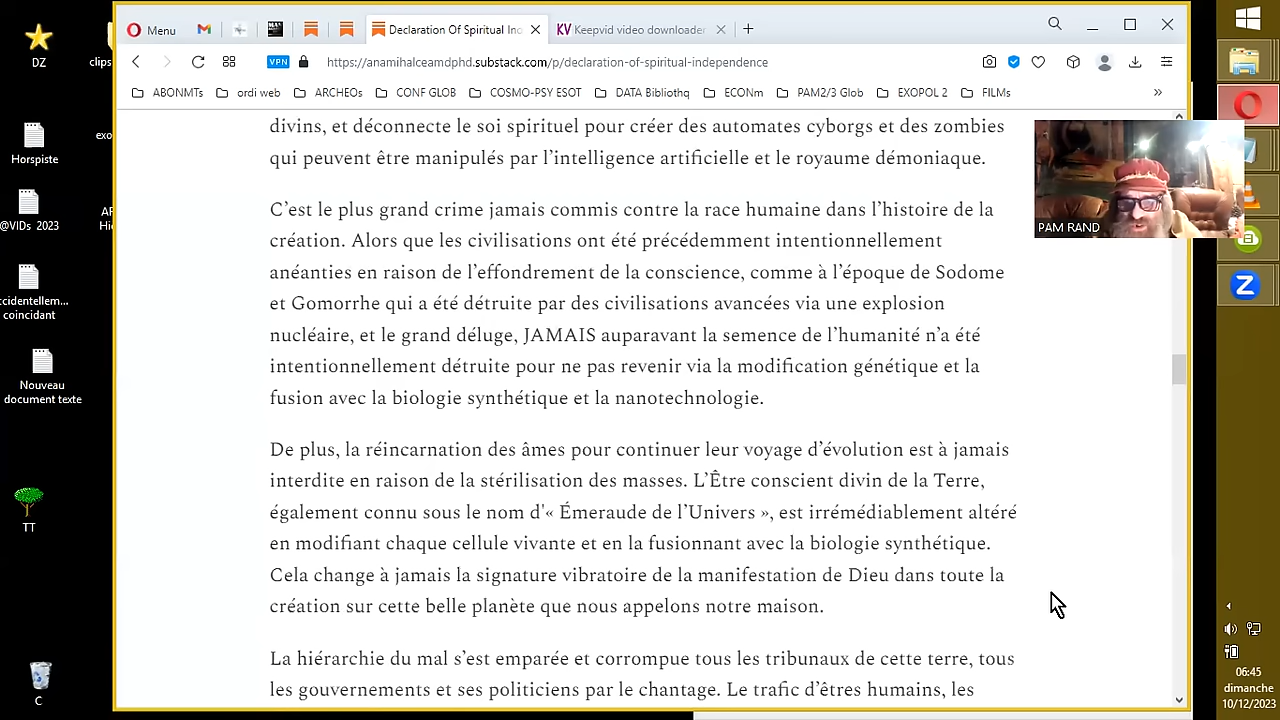 DZ
clips
Horspiste
exo
@VIDs 2023
ccidentellem...
coincidant
Nouveau
document texte
TT
C
Menu
Declaration Of Spiritual Ind
Keepvid video downloader
VPN
https://anamihalceamdphd.substack.com/p/declaration-of-spiritual-independence
ABONMTs
ordi web
ARCHEOs
CONF GLOB
COSMO-PSY ESOT
DATA Bibliothq
ECONm
PAM2/3 Glob
EXOPOL 2
FILMs
divins, et déconnecte le soi spirituel pour créer des automates cyborgs et des zombies
qui peuvent être manipulés par l’intelligence artificielle et le royaume démoniaque.
C’est le plus grand crime jamais commis contre la race humaine dans l’histoire de la
création. Alors que les civilisations ont été précédemment intentionnellement
anéanties en raison de l’effondrement de la conscience, comme à l’époque de Sodome
et Gomorrhe qui a été détruite par des civilisations avancées via une explosion
nucléaire, et le grand déluge, JAMAIS auparavant la semence de l’humanité n’a été
intentionnellement détruite pour ne pas revenir via la modification génétique et la
fusion avec la biologie synthétique et la nanotechnologie.
De plus, la réincarnation des âmes pour continuer leur voyage d’évolution est à jamais
interdite en raison de la stérilisation des masses. L’Être conscient divin de la Terre,
également connu sous le nom d'« Émeraude de l’Univers », est irrémédiablement altéré
en modifiant chaque cellule vivante et en la fusionnant avec la biologie synthétique.
Cela change à jamais la signature vibratoire de la manifestation de Dieu dans toute la
création sur cette belle planète que nous appelons notre maison.
La hiérarchie du mal s’est emparée et corrompue tous les tribunaux de cette terre, tous
les gouvernements et ses politiciens par le chantage. Le trafic d’êtres humains, les
PAM RAND
06:45
dimanche
10/12/2023